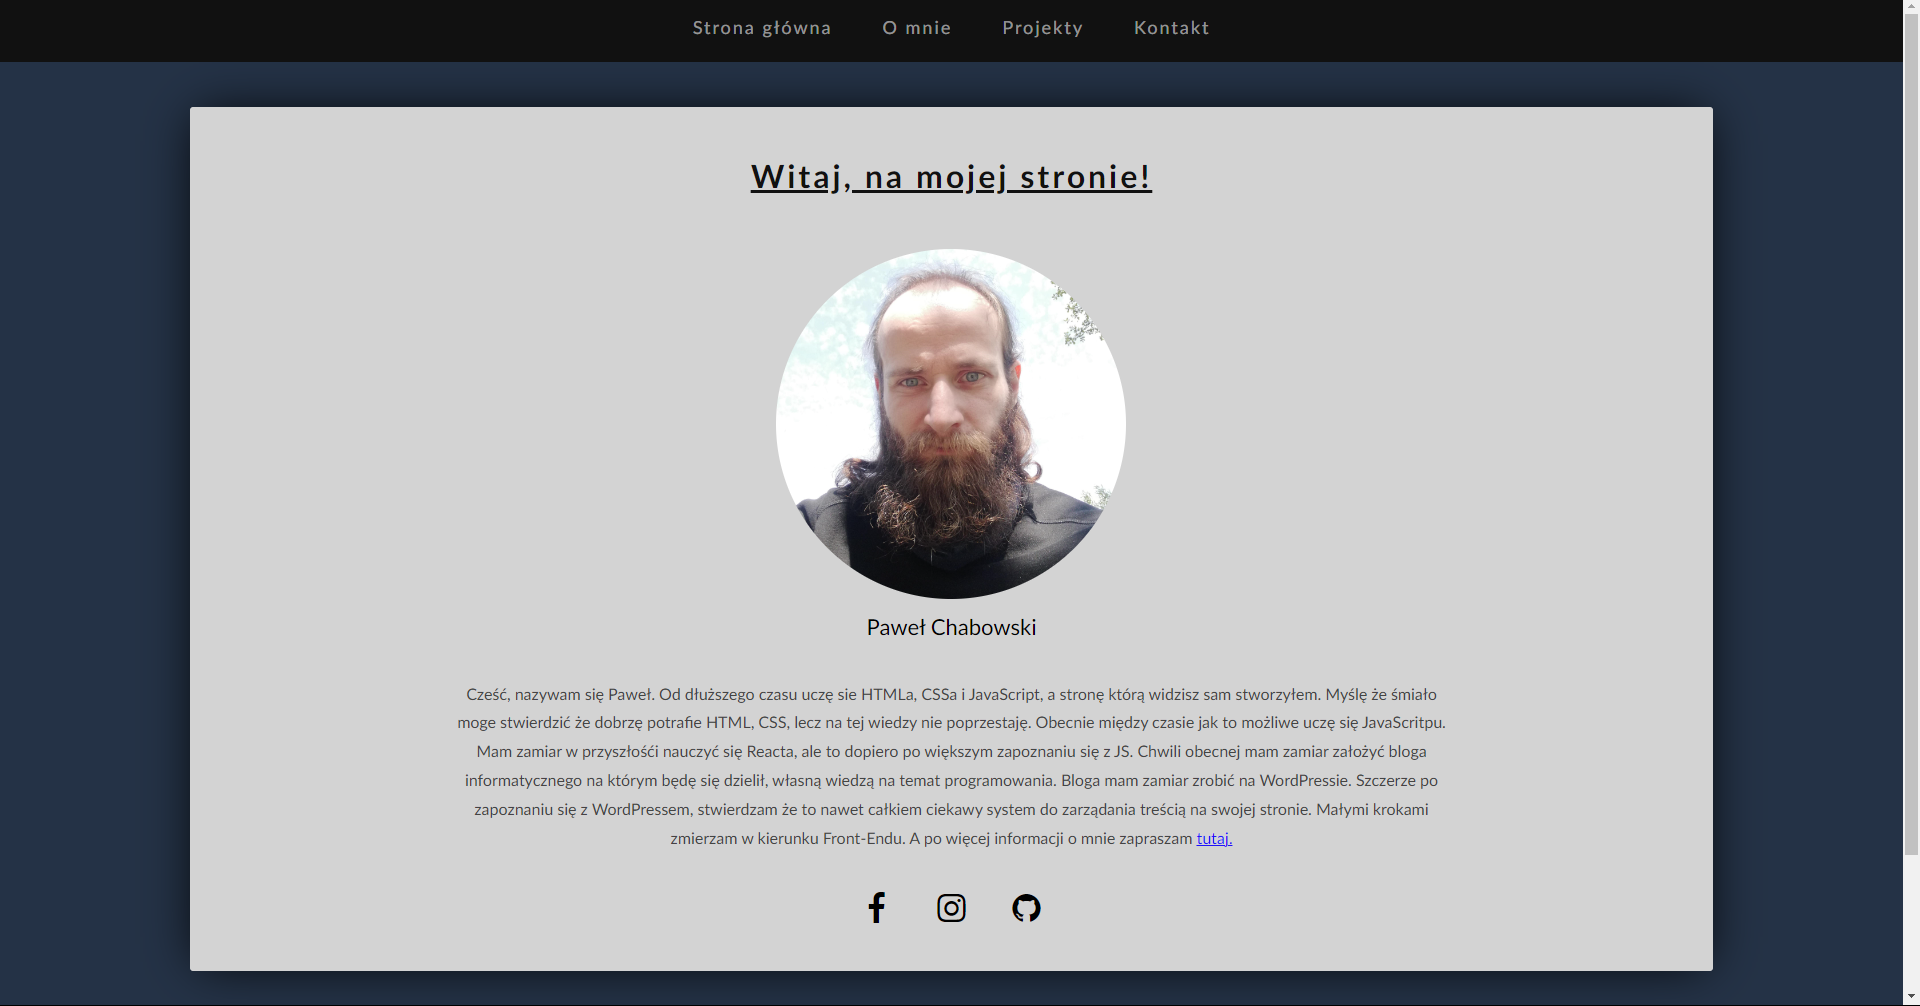 Strona główna O mnie Projekty Kontakt
Witaj, na mojej stronie!
Paweł Chabowski
Cześć, nazywam się Paweł. Od dłuższego czasu uczę sie HTMLa, CSSa i JavaScript, a stronę którą widzisz sam stworzyłem. Myślę że śmiało
moge stwierdzić że dobrzę potrafie HTML, CSS, lecz na tej wiedzy nie poprzestaję. Obecnie między czasie jak to możliwe uczę się JavaScritpu.
Mam zamiar w przyszłośći nauczyć się Reacta, ale to dopiero po większym zapoznaniu się z JS. Chwili obecnej mam zamiar założyć bloga
informatycznego na którym będę się dzielił, własną wiedzą na temat programowania. Bloga mam zamiar zrobić na WordPressie. Szczerze po
zapoznaniu się z WordPressem, stwierdzam że to nawet całkiem ciekawy system do zarządania treścią na swojej stronie. Małymi krokami
zmierzam w kierunku Front-Endu. A po więcej informacji o mnie zapraszam tutaj.